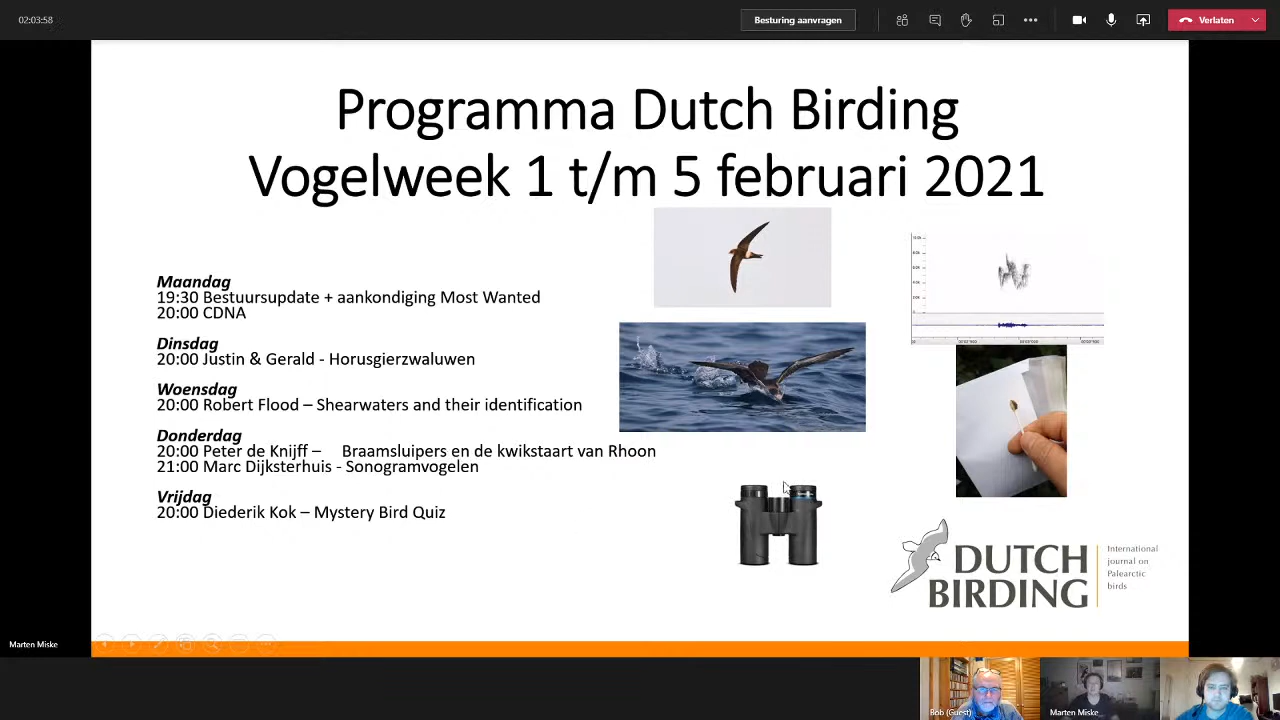 02:03:58
Besturing aanvragen
Verlaten
Programma Dutch Birding
Vogelweek 1 t/m 5 februari 2021
Maandag
19:30 Bestuursupdate + aankondiging Most Wanted
20:00 CDNA
Dinsdag
20:00 Justin & Gerald - Horusgierzwaluwen
Woensdag
20:00 Robert Flood – Shearwaters and their identification
Donderdag
20:00 Peter de Knijff – Braamsluipers en de kwikstaart van Rhoon
21:00 Marc Dijksterhuis - Sonogramvogelen
Vrijdag
20:00 Diederik Kok – Mystery Bird Quiz
DUTCH
BIRDING
International
journal on
Palearctic
birds
Marten Miske
Bob (Guest)
Marten Miske